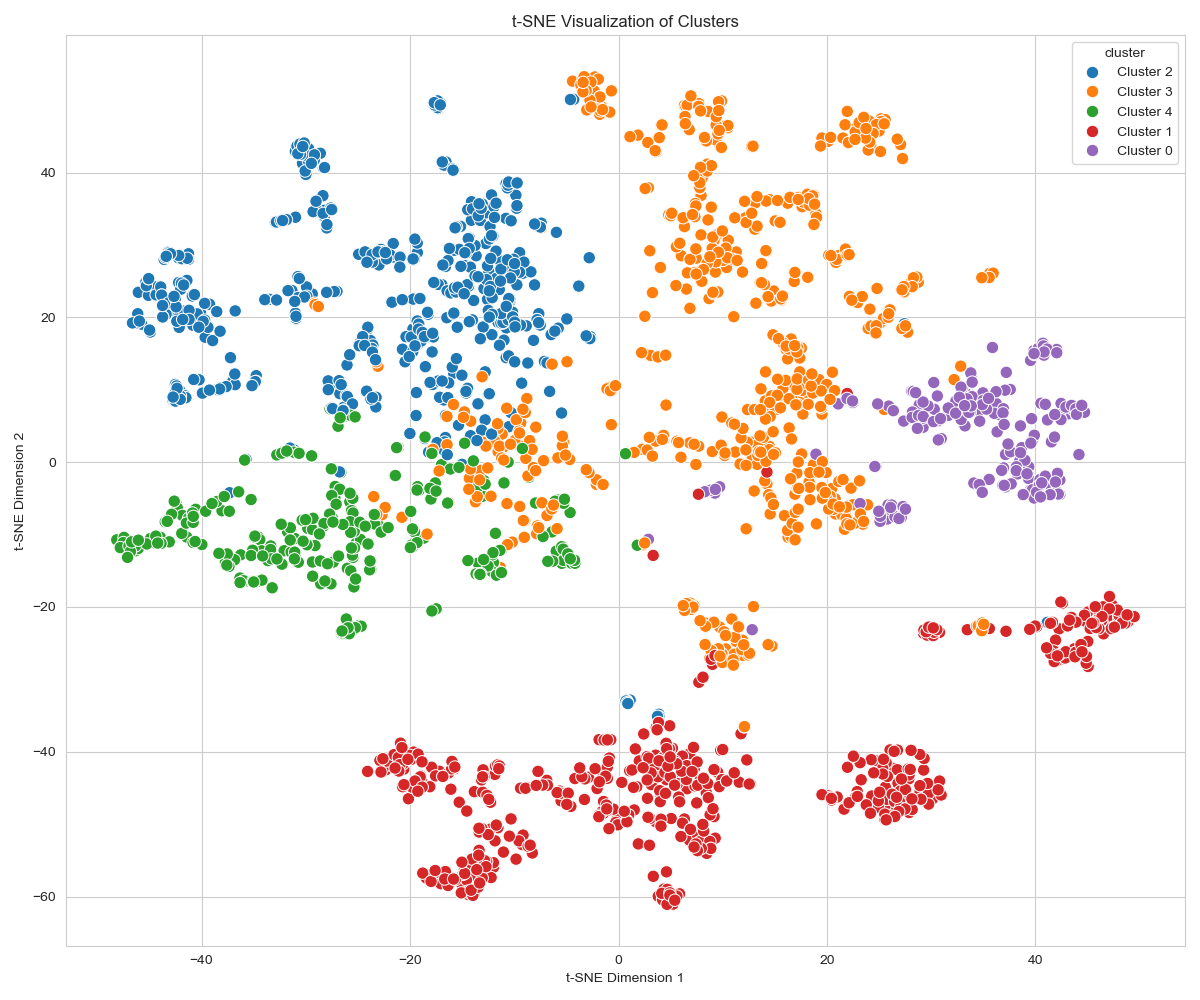 t-SNE Visualization of Clusters
cluster
Cluster 2
Cluster 3
Cluster 4
Cluster 1
Cluster 0
40
20
0
−20
−40
−60
t-SNE Dimension 2
−40
−20
0
20
40
t-SNE Dimension 1